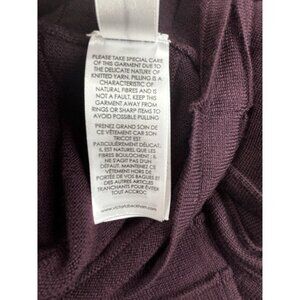 PLEASE TAKE SPECIAL CARE
OF THIS GARMENT DUE TO
THE DELICATE NATURE OF
KNITTED YARN. PILLING IS A
CHARACTERISTIC OF
NATURAL FIBRES AND IS
NOT A FAULT. KEEP THIS
GARMENT AWAY FROM
RINGS OR SHARP ITEMS TO
AVOID POSSIBLE PULLING
PRENEZ GRAND SOIN DE
CE VÊTEMENT CAR SON
TRICOT EST
PARTICULIÈREMENT DÉLICAT.
IL EST NATUREL QUE LES
FIBRES BOULOCHENT ; IL
NE S'AGIT PAS D'UN
DÉFAUT. MAINTENEZ CE
VÊTEMENT HORS DE
PORTÉE DE VOS BAGUES ET
DES AUTRES ARTICLES
TRANCHANTS POUR ÉVITER
TOUT ACCROC
www.victoriabeckham.com